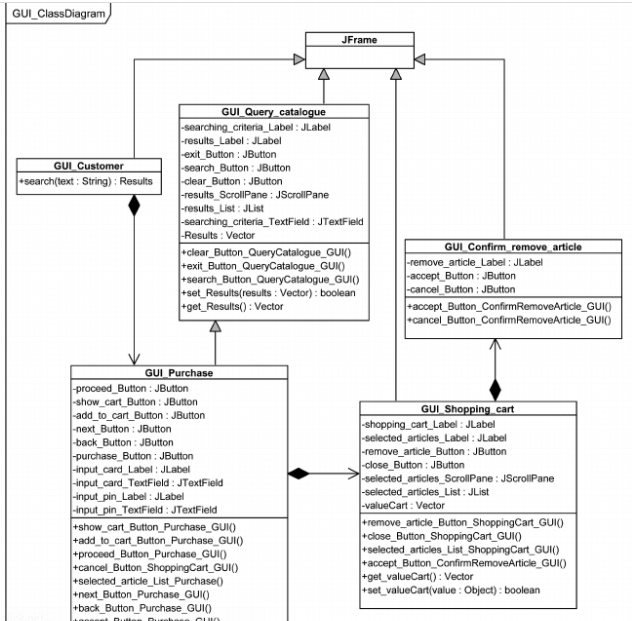 GUI_ClassDiagram
JFrame
GUI_Query_catalogue
-searching_criteria_Label : JLabel
-results_Label : JLabel
-exit_Button : JButton
-search_Button : JButton
-clear_Button : JButton
-results_ScrollPane : JScrollPane
-results_List : JList
-searching_criteria_TextField : JTextField
-Results : Vector
+clear_Button_QueryCatalogue_GUI()
+exit_Button_QueryCatalogue_GUI()
+search_Button_QueryCatalogue_GUI()
+set_Results(results : Vector) : boolean
+get_Results() : Vector
GUI_Customer
+search(text : String) : Results
GUI_Confirm_remove_article
-remove_article_Label : JLabel
-accept_Button : JButton
-cancel_Button : JButton
+accept_Button_ConfirmRemoveArticle_GUI()
+cancel_Button_ConfirmRemoveArticle_GUI()
GUI_Purchase
-proceed_Button : JButton
-show_cart_Button : JButton
-add_to_cart_Button : JButton
-next_Button : JButton
-back_Button : JButton
-purchase_Button : JButton
-input_card_Label : JLabel
-input_card_TextField : JTextField
-input_pin_Label : JLabel
-input_pin_TextField : JTextField
+show_cart_Button_Purchase_GUI()
+add_to_cart_Button_Purchase_GUI()
+proceed_Button_Purchase_GUI()
+cancel_Button_ShoppingCart_GUI()
+selected_article_List_Purchase()
+next_Button_Purchase_GUI()
+back_Button_Purchase_GUI()
+accept_Button_Purchase_GUI()
GUI_Shopping_cart
-shopping_cart_Label : JLabel
-selected_articles_Label : JLabel
-remove_article_Button : JButton
-close_Button : JButton
-selected_articles_ScrollPane : JScrollPane
-selected_articles_List : JList
-valueCart : Vector
+remove_article_Button_ShoppingCart_GUI()
+close_Button_ShoppingCart_GUI()
+selected_articles_List_ShoppingCart_GUI()
+accept_Button_ConfirmRemoveArticle_GUI()
+get_valueCart() : Vector
+set_valueCart(value : Object) : boolean